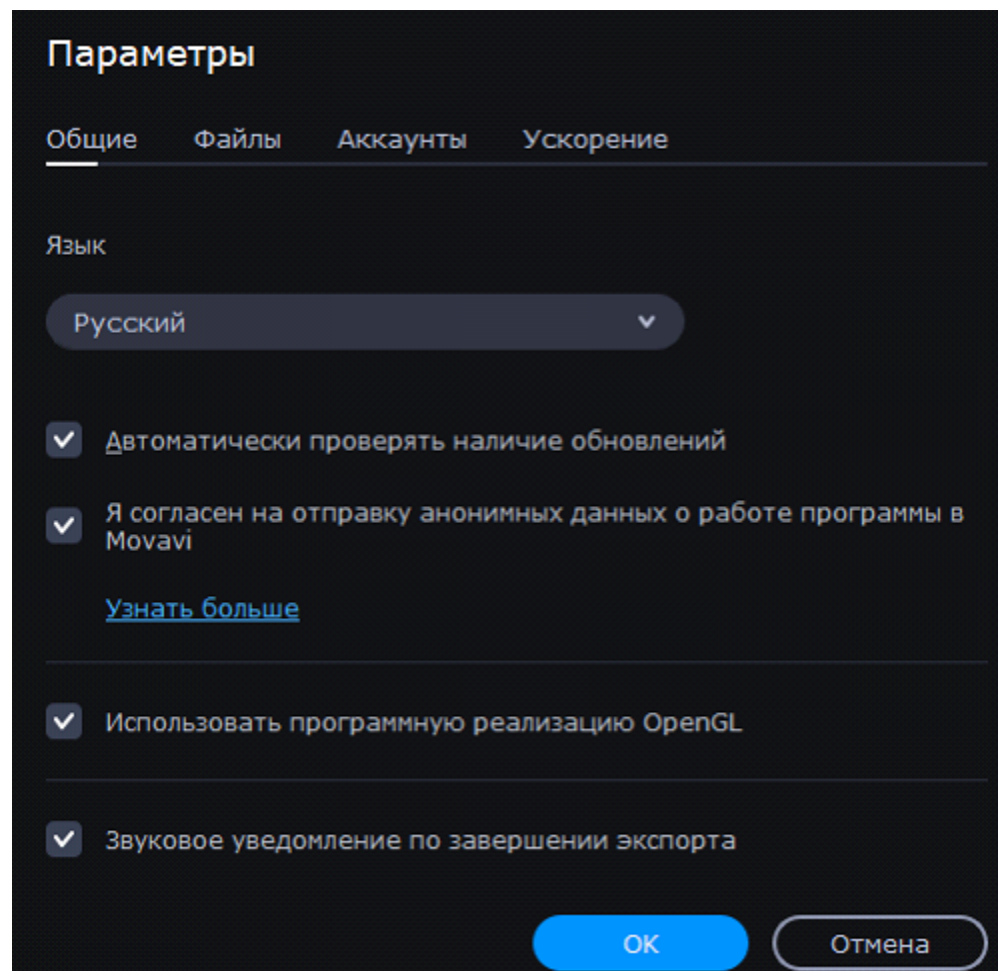 Параметры
Общие Файлы Аккаунты Ускорение
Язык
Русский
Автоматически проверять наличие обновлений
Я согласен на отправку анонимных данных о работе программы в
Movavi
Узнать больше
Использовать программную реализацию OpenGL
Звуковое уведомление по завершении экспорта
ОК Отмена